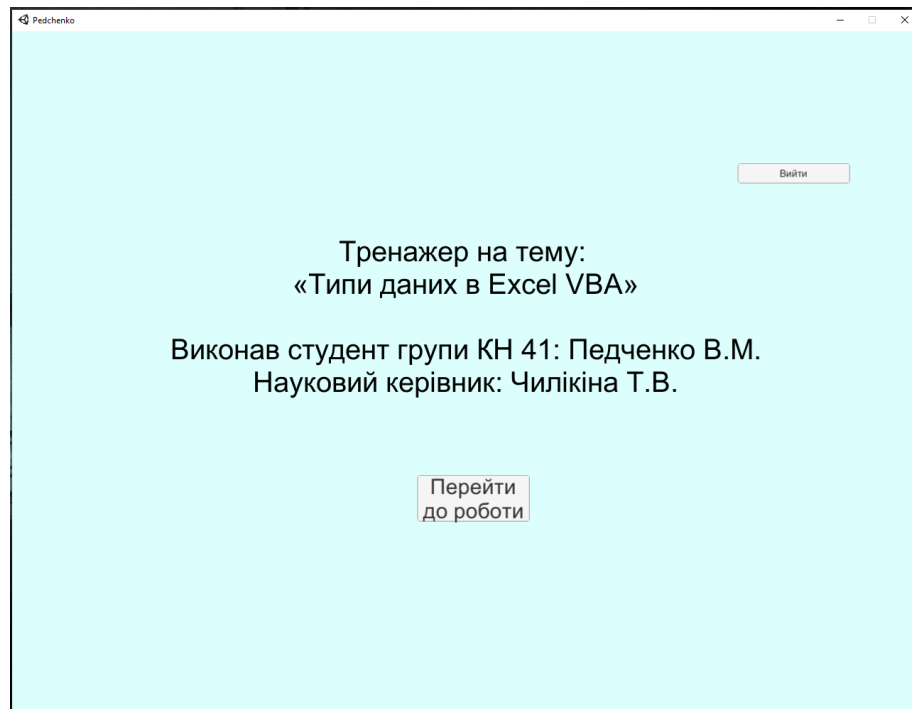 Pedchenko
Вийти
Тренажер на тему:
«Типи даних в Excel VBA»
Виконав студент групи КН 41: Педченко В.М.
Науковий керівник: Чилікіна Т.В.
Перейти
до роботи